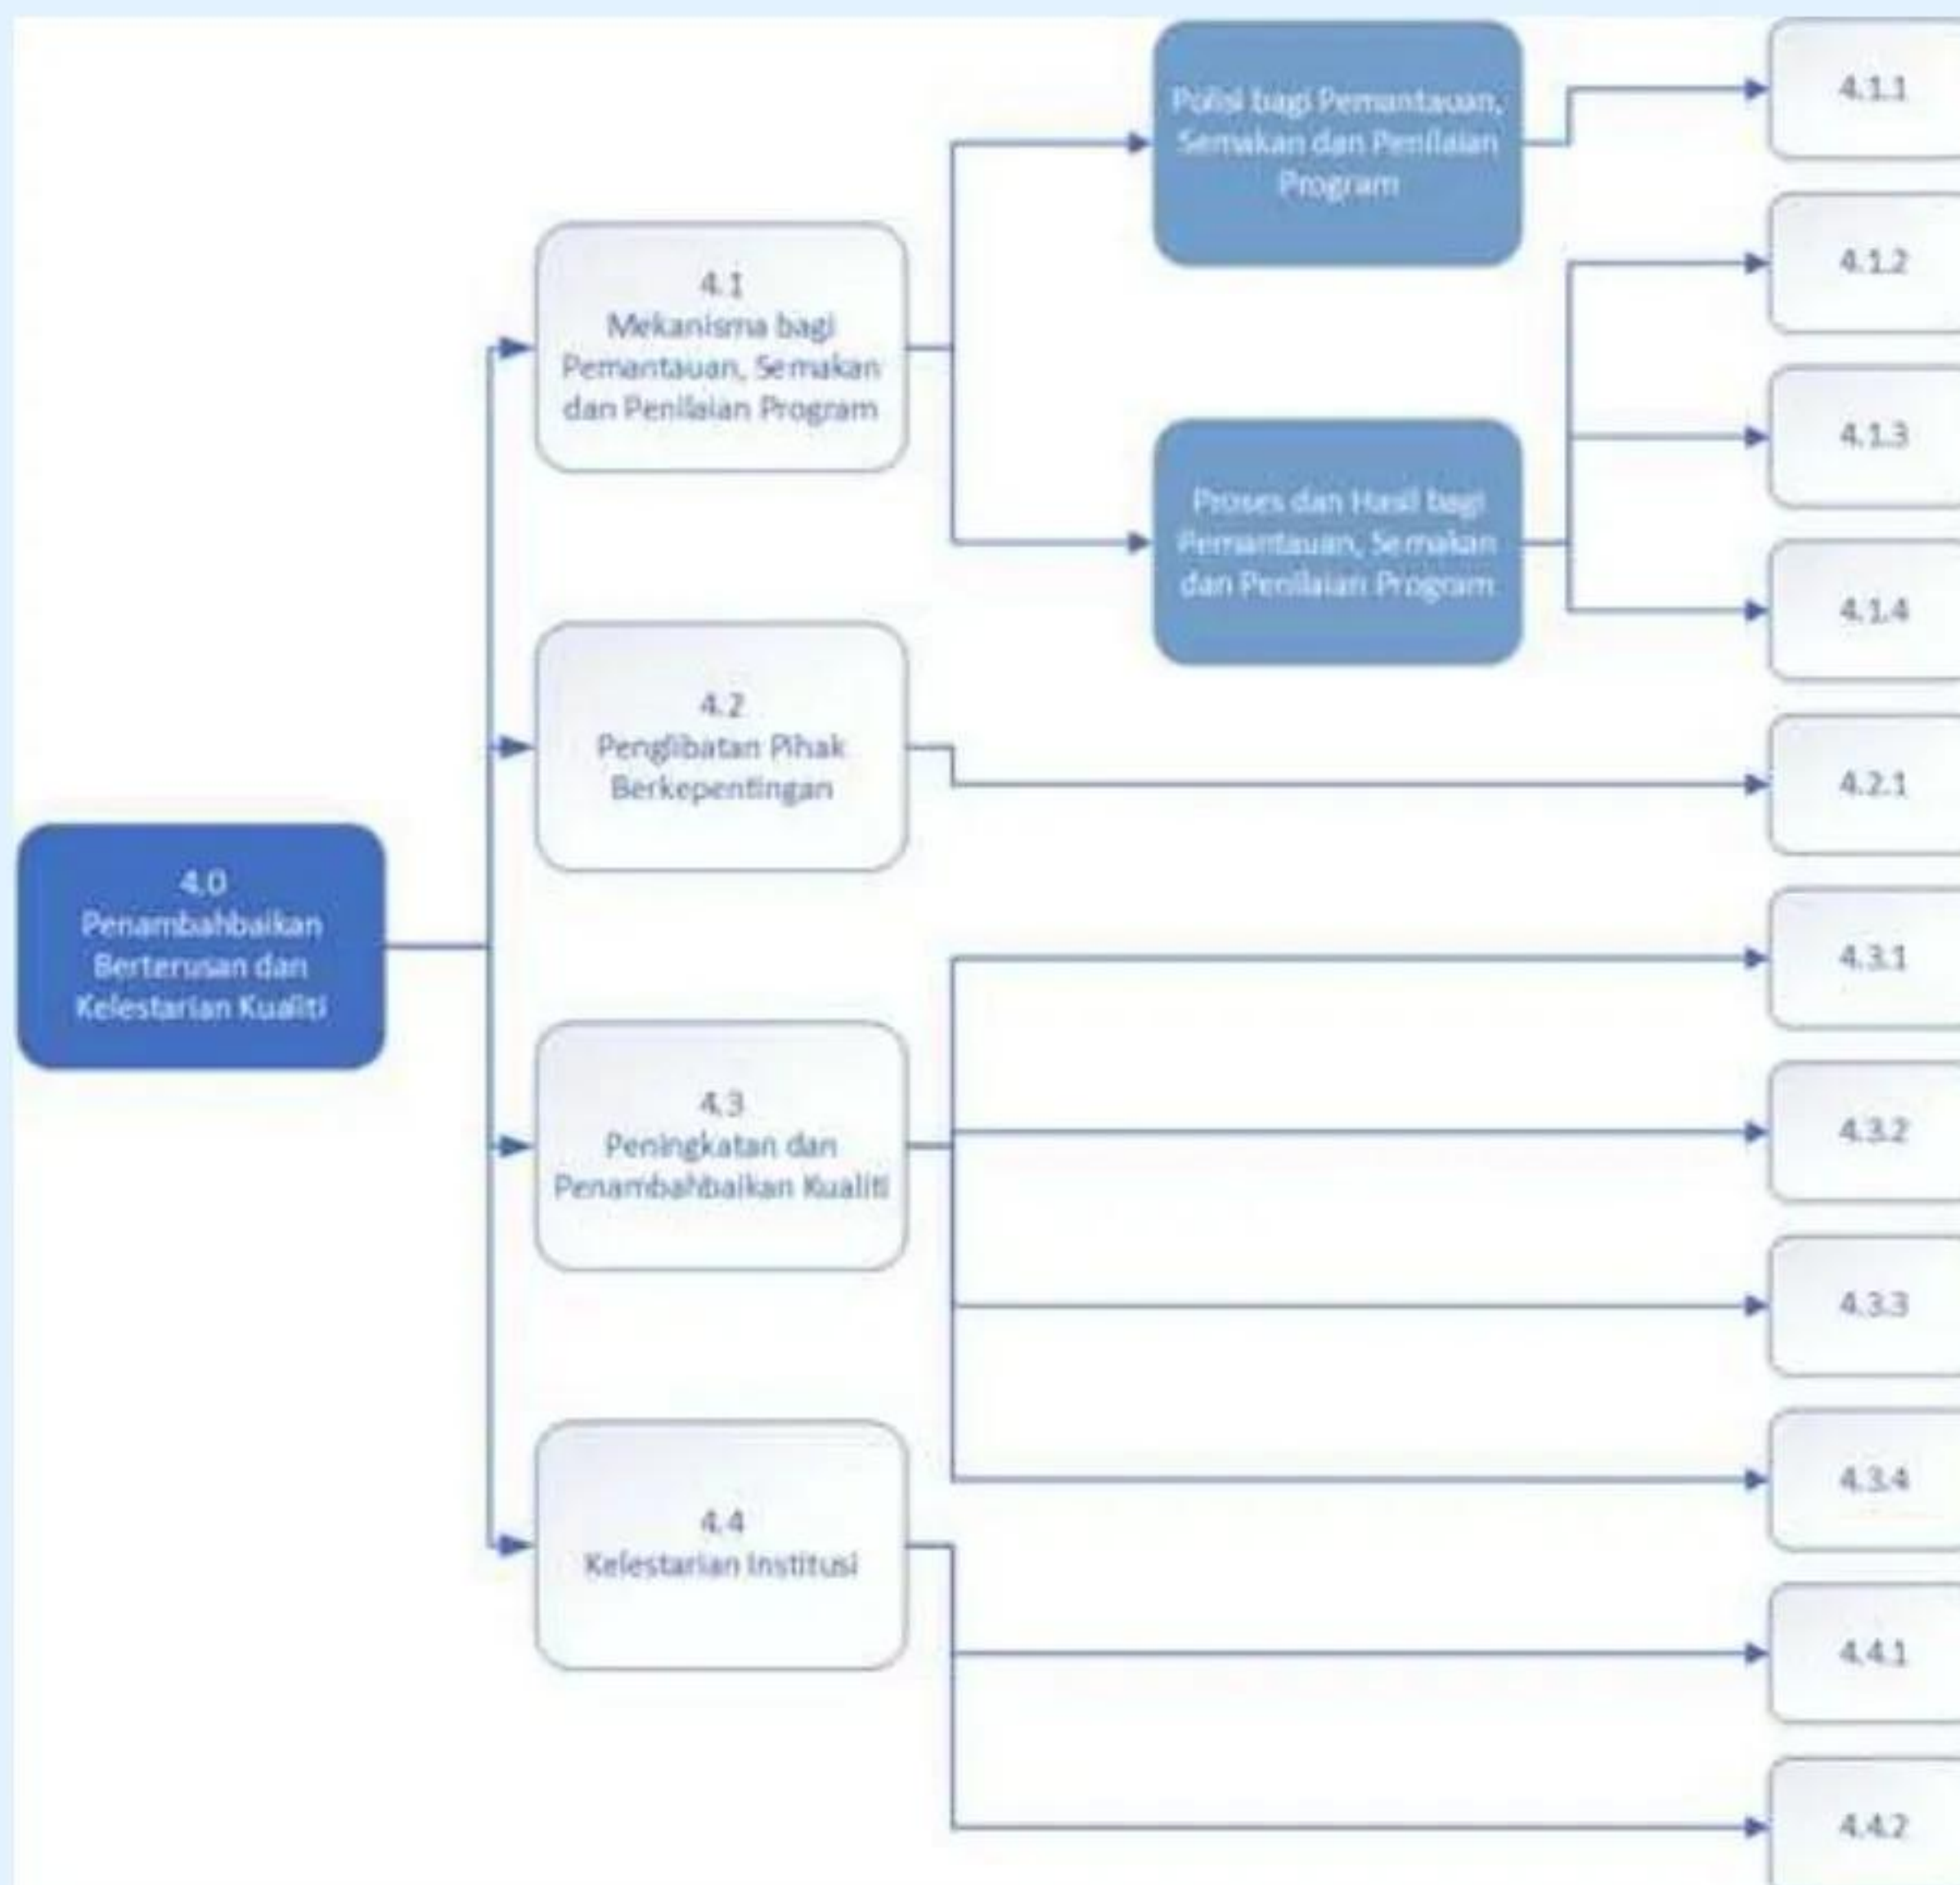 4.0
Penambahbaikan
Berterusan dan
Kelestarian Kualiti
4.1
Mekanisma bagi
Pemantauan, Semakan
dan Penilaian Program
Polisi bagi Pemantauan,
Semakan dan Penilaian
Program
4.1.1
Proses dan Hasil bagi
Pemantauan, Semakan
dan Penilaian Program
4.1.2
4.1.3
4.1.4
4.2
Penglibatan Pihak
Berkepentingan
4.2.1
4.3
Peningkatan dan
Penambahbaikan Kualiti
4.3.1
4.3.2
4.3.3
4.3.4
4.4
Kelestarian Institusi
4.4.1
4.4.2